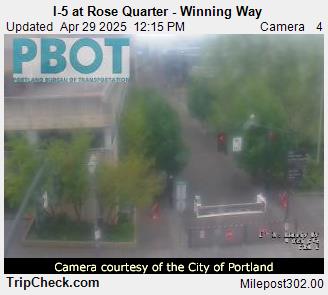 I-5 at Rose Quarter - Winning Way
Updated Apr 29 2025 12:15 PM Camera 4
PBOT
PORTLAND BUREAU OF TRANSPORTATION
Camera courtesy of the City of Portland
TripCheck.com Milepost302.00